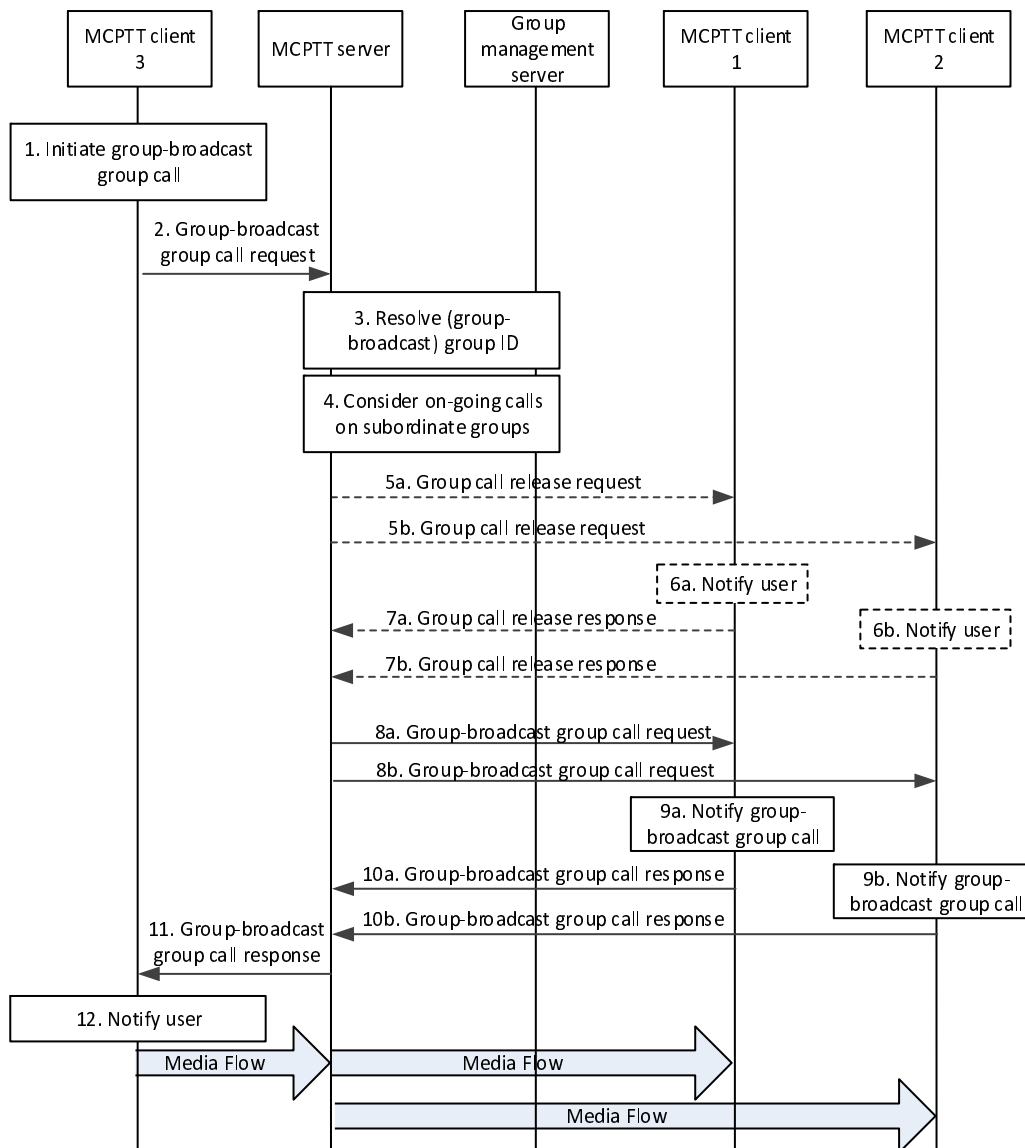 MCPTT client
3
MCPTT server
Group
management
server
MCPTT client
1
MCPTT client
2
1. Initiate group-broadcast
group call
2. Group-broadcast
group call request
3. Resolve (group-
broadcast) group ID
4. Consider on-going calls
on subordinate groups
5a. Group call release request
5b. Group call release request
6a. Notify user
7a. Group call release response
6b. Notify user
7b. Group call release response
8a. Group-broadcast group call request
8b. Group-broadcast group call request
9a. Notify group-
broadcast group call
10a. Group-broadcast group call response
9b. Notify group-
broadcast group call
10b. Group-broadcast group call response
11. Group-broadcast
group call response
12. Notify user
Media Flow
Media Flow
Media Flow